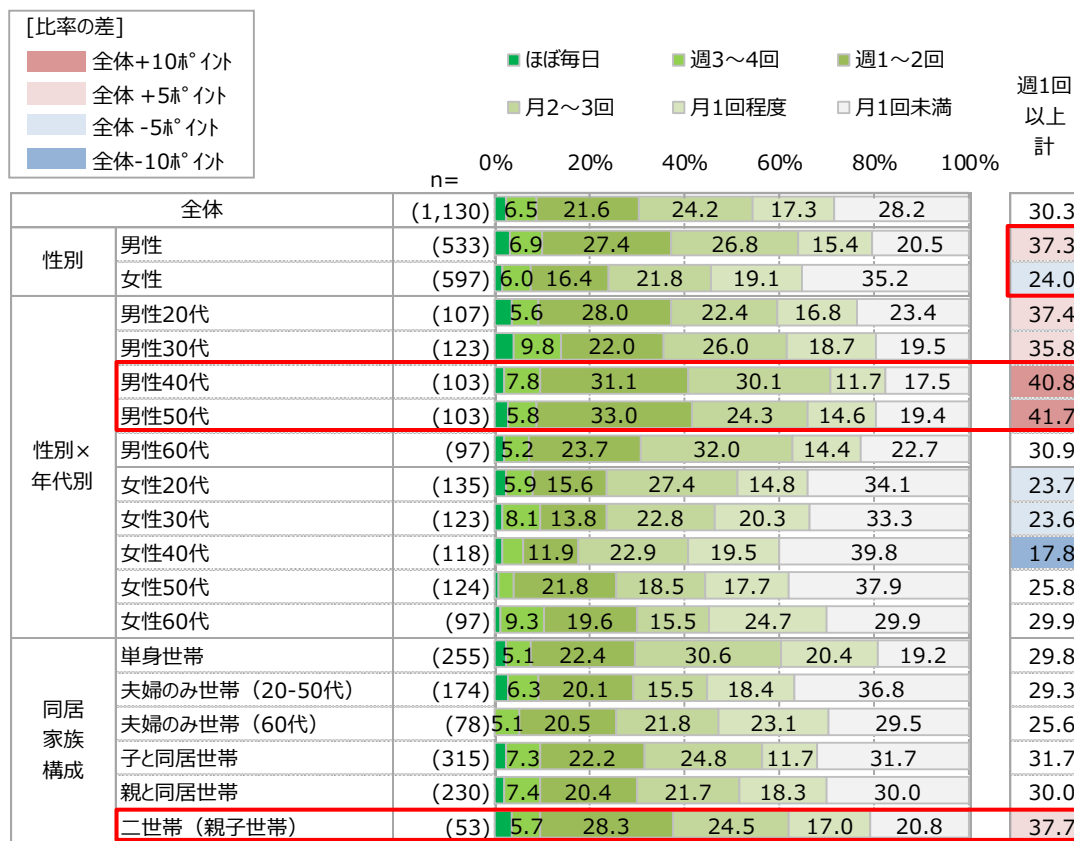 [比率の差]
全体+10ﾎﾟｲﾝﾄ
全体 +5ﾎﾟｲﾝﾄ
全体 -5ﾎﾟｲﾝﾄ
全体-10ﾎﾟｲﾝﾄ
ほぼ毎日 週3～4回 週1～2回
月2～3回 月1回程度 月1回未満
週1回
以上
計
0% 20% 40% 60% 80% 100%
n=
全体 (1,130) 6.5 21.6 24.2 17.3 28.2 30.3
性別
男性 (533) 6.9 27.4 26.8 15.4 20.5 37.3
女性 (597) 6.0 16.4 21.8 19.1 35.2 24.0
性別×
年代別
男性20代 (107) 5.6 28.0 22.4 16.8 23.4 37.4
男性30代 (123) 9.8 22.0 26.0 18.7 19.5 35.8
男性40代 (103) 7.8 31.1 30.1 11.7 17.5 40.8
男性50代 (103) 5.8 33.0 24.3 14.6 19.4 41.7
男性60代 (97) 5.2 23.7 32.0 14.4 22.7 30.9
女性20代 (135) 5.9 15.6 27.4 14.8 34.1 23.7
女性30代 (123) 8.1 13.8 22.8 20.3 33.3 23.6
女性40代 (118) 11.9 22.9 19.5 39.8 17.8
女性50代 (124) 21.8 18.5 17.7 37.9 25.8
女性60代 (97) 9.3 19.6 15.5 24.7 29.9 29.9
同居
家族
構成
単身世帯 (255) 5.1 22.4 30.6 20.4 19.2 29.8
夫婦のみ世帯（20-50代） (174) 6.3 20.1 15.5 18.4 36.8 29.3
夫婦のみ世帯（60代） (78) 5.1 20.5 21.8 23.1 29.5 25.6
子と同居世帯 (315) 7.3 22.2 24.8 11.7 31.7 31.7
親と同居世帯 (230) 7.4 20.4 21.7 18.3 30.0 30.0
二世帯（親子世帯） (53) 5.7 28.3 24.5 17.0 20.8 37.7